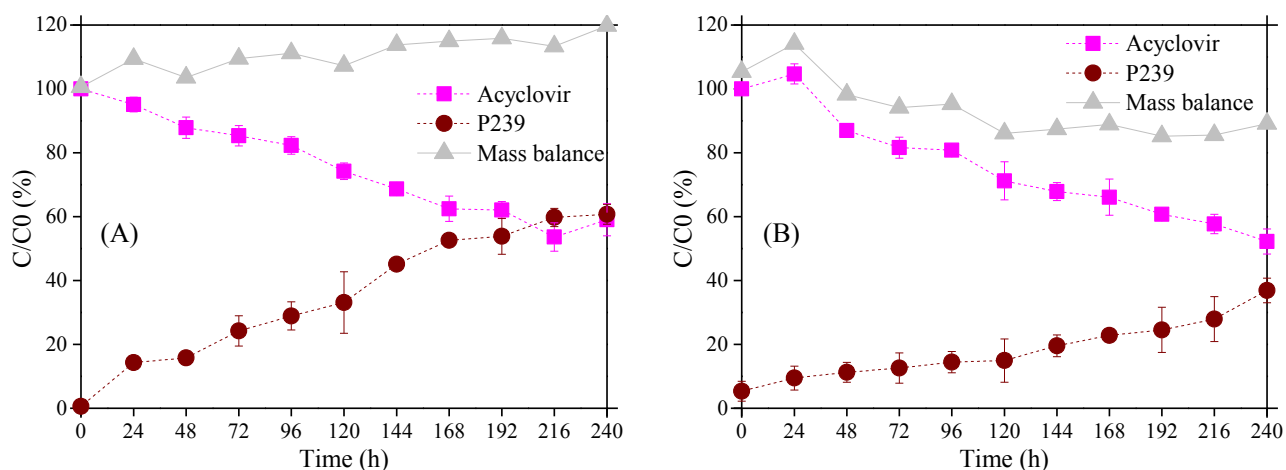 120
100
80
60
40
20
0
C/C0 (%)
Acyclovir
P239
Mass balance
(A)
0 24 48 72 96 120 144 168 192 216 240
Time (h)
120
100
80
60
40
20
0
C/C0 (%)
Acyclovir
P239
Mass balance
(B)
0 24 48 72 96 120 144 168 192 216 240
Time (h)